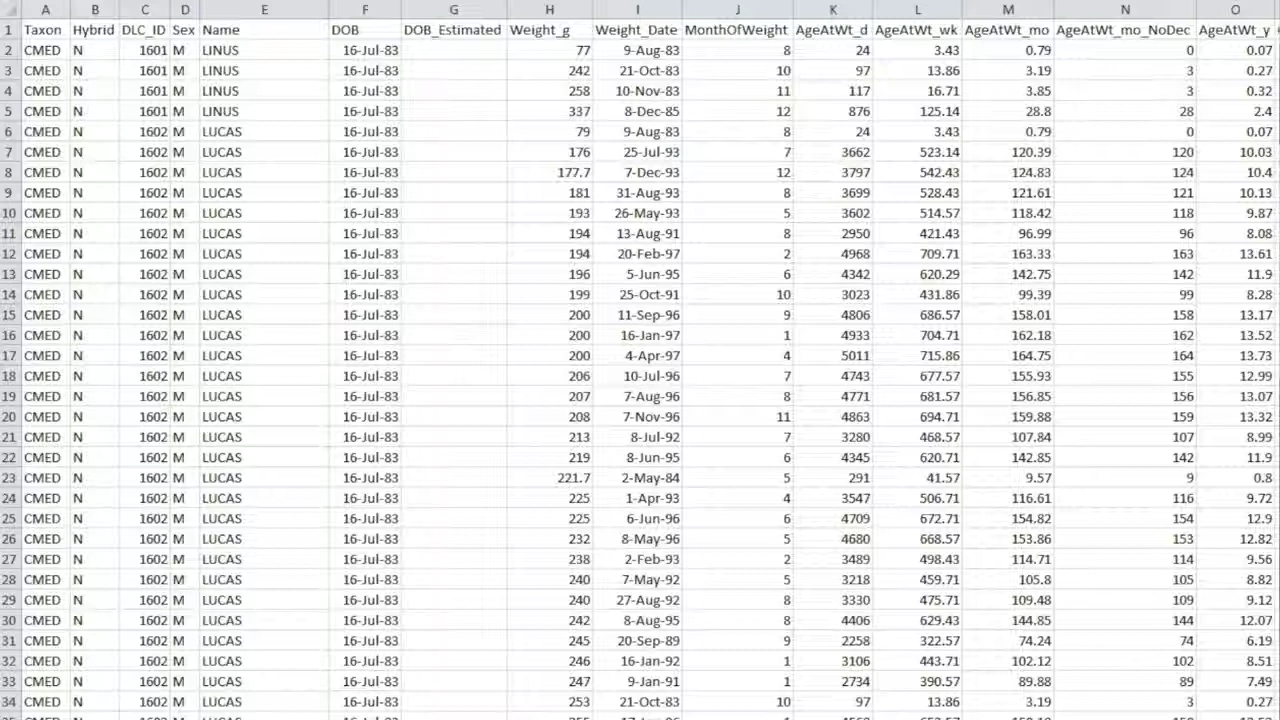 A B C D E F G H I J K L M N O
1 Taxon Hybrid DLC_ID Sex Name DOB DOB_Estimated Weight_g Weight_Date MonthOfWeight AgeAtWt_d AgeAtWt_wk AgeAtWt_mo AgeAtWt_mo_NoDec AgeAtWt_y
2 CMED N 1601 M LINUS 16-Jul-83 77 9-Aug-83 8 24 3.43 0.79 0 0.07
3 CMED N 1601 M LINUS 16-Jul-83 242 21-Oct-83 10 97 13.86 3.19 3 0.27
4 CMED N 1601 M LINUS 16-Jul-83 258 10-Nov-83 11 117 16.71 3.85 3 0.32
5 CMED N 1601 M LINUS 16-Jul-83 337 8-Dec-85 12 876 125.14 28.8 28 2.4
6 CMED N 1602 M LUCAS 16-Jul-83 79 9-Aug-83 8 24 3.43 0.79 0 0.07
7 CMED N 1602 M LUCAS 16-Jul-83 176 25-Jul-93 7 3662 523.14 120.39 120 10.03
8 CMED N 1602 M LUCAS 16-Jul-83 177.7 7-Dec-93 12 3797 542.43 124.83 124 10.4
9 CMED N 1602 M LUCAS 16-Jul-83 181 31-Aug-93 8 3699 528.43 121.61 121 10.13
10 CMED N 1602 M LUCAS 16-Jul-83 193 26-May-93 5 3602 514.57 118.42 118 9.87
11 CMED N 1602 M LUCAS 16-Jul-83 194 13-Aug-91 8 2950 421.43 96.99 96 8.08
12 CMED N 1602 M LUCAS 16-Jul-83 194 20-Feb-97 2 4968 709.71 163.33 163 13.61
13 CMED N 1602 M LUCAS 16-Jul-83 196 5-Jun-95 6 4342 620.29 142.75 142 11.9
14 CMED N 1602 M LUCAS 16-Jul-83 199 25-Oct-91 10 3023 431.86 99.39 99 8.28
15 CMED N 1602 M LUCAS 16-Jul-83 200 11-Sep-96 9 4806 686.57 158.01 158 13.17
16 CMED N 1602 M LUCAS 16-Jul-83 200 16-Jan-97 1 4933 704.71 162.18 162 13.52
17 CMED N 1602 M LUCAS 16-Jul-83 200 4-Apr-97 4 5011 715.86 164.75 164 13.73
18 CMED N 1602 M LUCAS 16-Jul-83 206 10-Jul-96 7 4743 677.57 155.93 155 12.99
19 CMED N 1602 M LUCAS 16-Jul-83 207 7-Aug-96 8 4771 681.57 156.85 156 13.07
20 CMED N 1602 M LUCAS 16-Jul-83 208 7-Nov-96 11 4863 694.71 159.88 159 13.32
21 CMED N 1602 M LUCAS 16-Jul-83 213 8-Jul-92 7 3280 468.57 107.84 107 8.99
22 CMED N 1602 M LUCAS 16-Jul-83 219 8-Jun-95 6 4345 620.71 142.85 142 11.9
23 CMED N 1602 M LUCAS 16-Jul-83 221.7 2-May-84 5 291 41.57 9.57 9 0.8
24 CMED N 1602 M LUCAS 16-Jul-83 225 1-Apr-93 4 3547 506.71 116.61 116 9.72
25 CMED N 1602 M LUCAS 16-Jul-83 225 6-Jun-96 6 4709 672.71 154.82 154 12.9
26 CMED N 1602 M LUCAS 16-Jul-83 232 8-May-96 5 4680 668.57 153.86 153 12.82
27 CMED N 1602 M LUCAS 16-Jul-83 238 2-Feb-93 2 3489 498.43 114.71 114 9.56
28 CMED N 1602 M LUCAS 16-Jul-83 240 7-May-92 5 3218 459.71 105.8 105 8.82
29 CMED N 1602 M LUCAS 16-Jul-83 240 27-Aug-92 8 3330 475.71 109.48 109 9.12
30 CMED N 1602 M LUCAS 16-Jul-83 242 8-Aug-95 8 4406 629.43 144.85 144 12.07
31 CMED N 1602 M LUCAS 16-Jul-83 245 20-Sep-89 9 2258 322.57 74.24 74 6.19
32 CMED N 1602 M LUCAS 16-Jul-83 246 16-Jan-92 1 3106 443.71 102.12 102 8.51
33 CMED N 1602 M LUCAS 16-Jul-83 247 9-Jan-91 1 2734 390.57 89.88 89 7.49
34 CMED N 1602 M LUCAS 16-Jul-83 253 21-Oct-83 10 97 13.86 3.19 3 0.27